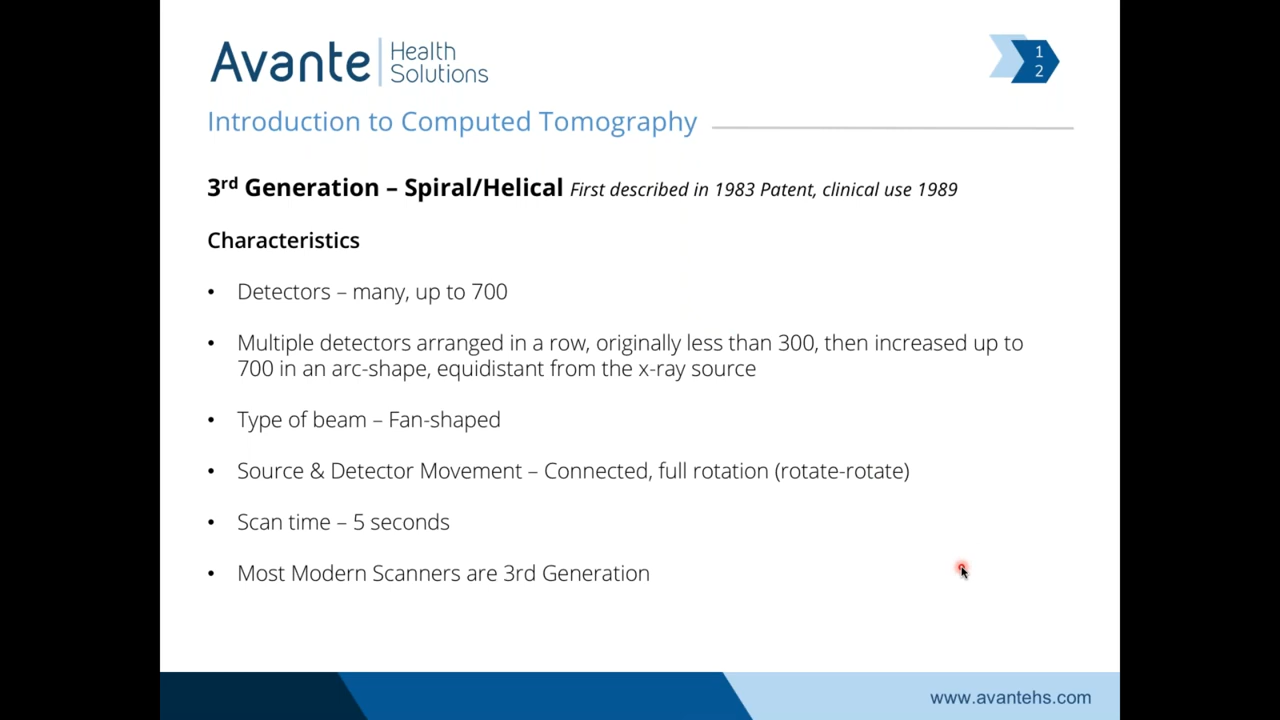 Avante Health Solutions
1
2
Introduction to Computed Tomography
3rd Generation – Spiral/Helical First described in 1983 Patent, clinical use 1989
Characteristics
• Detectors – many, up to 700
• Multiple detectors arranged in a row, originally less than 300, then increased up to
700 in an arc-shape, equidistant from the x-ray source
• Type of beam – Fan-shaped
• Source & Detector Movement – Connected, full rotation (rotate-rotate)
• Scan time – 5 seconds
• Most Modern Scanners are 3rd Generation
www.avantehs.com